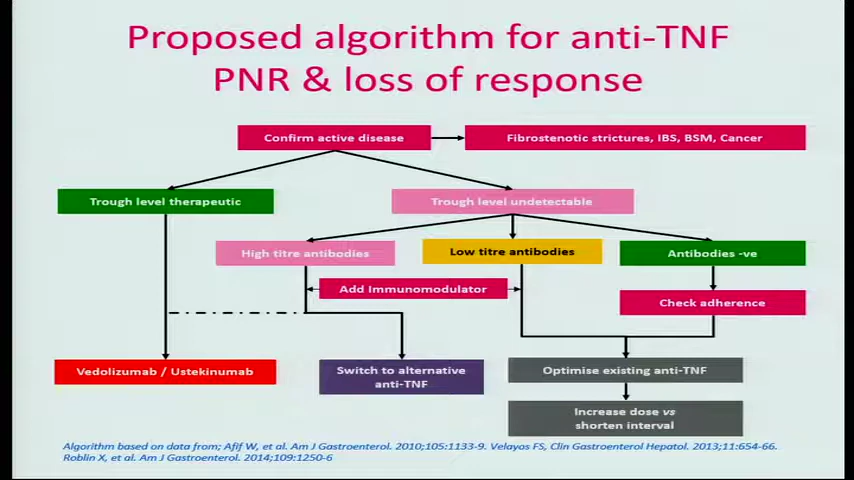 Proposed algorithm for anti-TNF
PNR & loss of response
Confirm active disease
Fibrostenotic strictures, IBS, BSM, Cancer
Trough level therapeutic
Trough level undetectable
High titre antibodies
Low titre antibodies
Antibodies -ve
Add Immunomodulator
Check adherence
Vedolizumab / Ustekinumab
Switch to alternative
anti-TNF
Optimise existing anti-TNF
Increase dose vs
shorten interval
Algorithm based on data from; Afif W, et al. Am J Gastroenterol. 2010;105:1133-9. Velayas FS, Clin Gastroenterol Hepatol. 2013;11:654-66.
Roblin X, et al. Am J Gastroenterol. 2014;109:1250-6